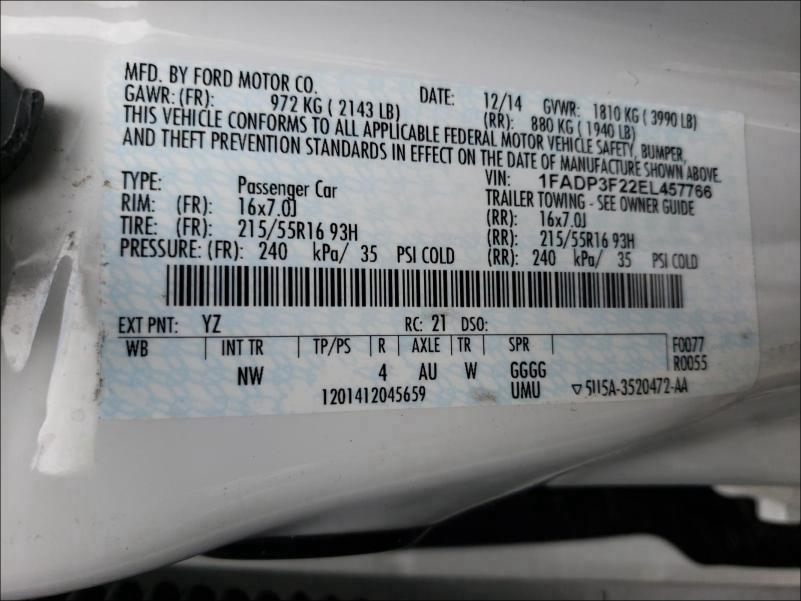 MFD. BY FORD MOTOR CO. DATE: 12/14 GVWR: 1810 KG ( 3990 LB)
GAWR: (FR): 972 KG ( 2143 LB) (RR): 880 KG ( 1940 LB)
THIS VEHICLE CONFORMS TO ALL APPLICABLE FEDERAL MOTOR VEHICLE SAFETY, BUMPER,
AND THEFT PREVENTION STANDARDS IN EFFECT ON THE DATE OF MANUFACTURE SHOWN ABOVE.
VIN: 1FADP3F22EL457766
TYPE: Passenger Car TRAILER TOWING - SEE OWNER GUIDE
RIM: (FR): 16x7.0J (RR): 16x7.0J
TIRE: (FR): 215/55R16 93H (RR): 215/55R16 93H
PRESSURE: (FR): 240 kPa/ 35 PSI COLD (RR): 240 kPa/ 35 PSI COLD
EXT PNT: YZ RC: 21 DSO:
WB INT TR TP/PS R AXLE TR SPR F0077
R0055
NW 4 AU W GGGG
1201412045659 UMU 5U5A-3520472-AA